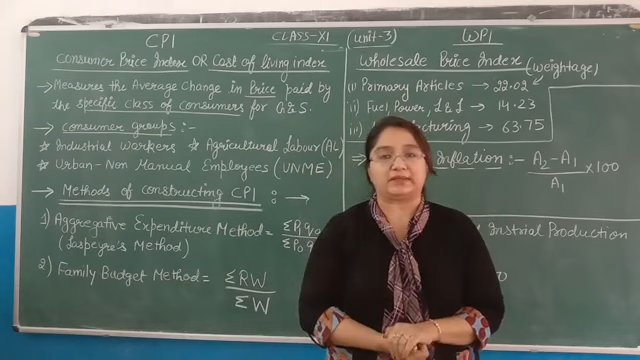 CPI
CLASS-XI
Consumer Price Index OR Cost of living index
→ Measures the Average Change in Price paid by
the specific class of consumers for G & S.
→ Consumer groups :-
☆ Industrial Workers ☆ Agricultural Labour (AL)
☆ Urban-Non Manual Employees (UNME)
→ Methods of constructing CPI : →
1) Aggregative Expenditure Method = ΣP₁q₀
(Laspeyre's Method) ΣP₀q
2) Family Budget Method = ΣRW
ΣW
(Unit-3)
WPI
Wholesale Price Index (weightage)
(i) Primary Articles → 22.02
(ii) Fuel, Power, L & L → 14.23
(iii) → 63.75
→ Inflation :- A₂ - A₁ × 100
A₁
Instrial Production